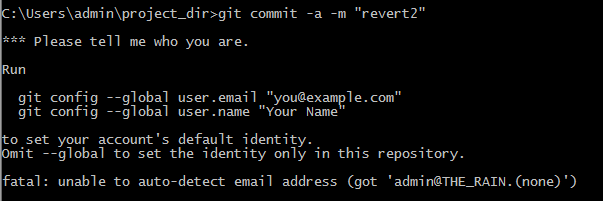 C:\Users\admin\project_dir>git commit -a -m "revert2"
*** Please tell me who you are.
Run
git config --global user.email "you@example.com"
git config --global user.name "Your Name"
to set your account's default identity.
Omit --global to set the identity only in this repository.
fatal: unable to auto-detect email address (got 'admin@THE_RAIN.(none)')